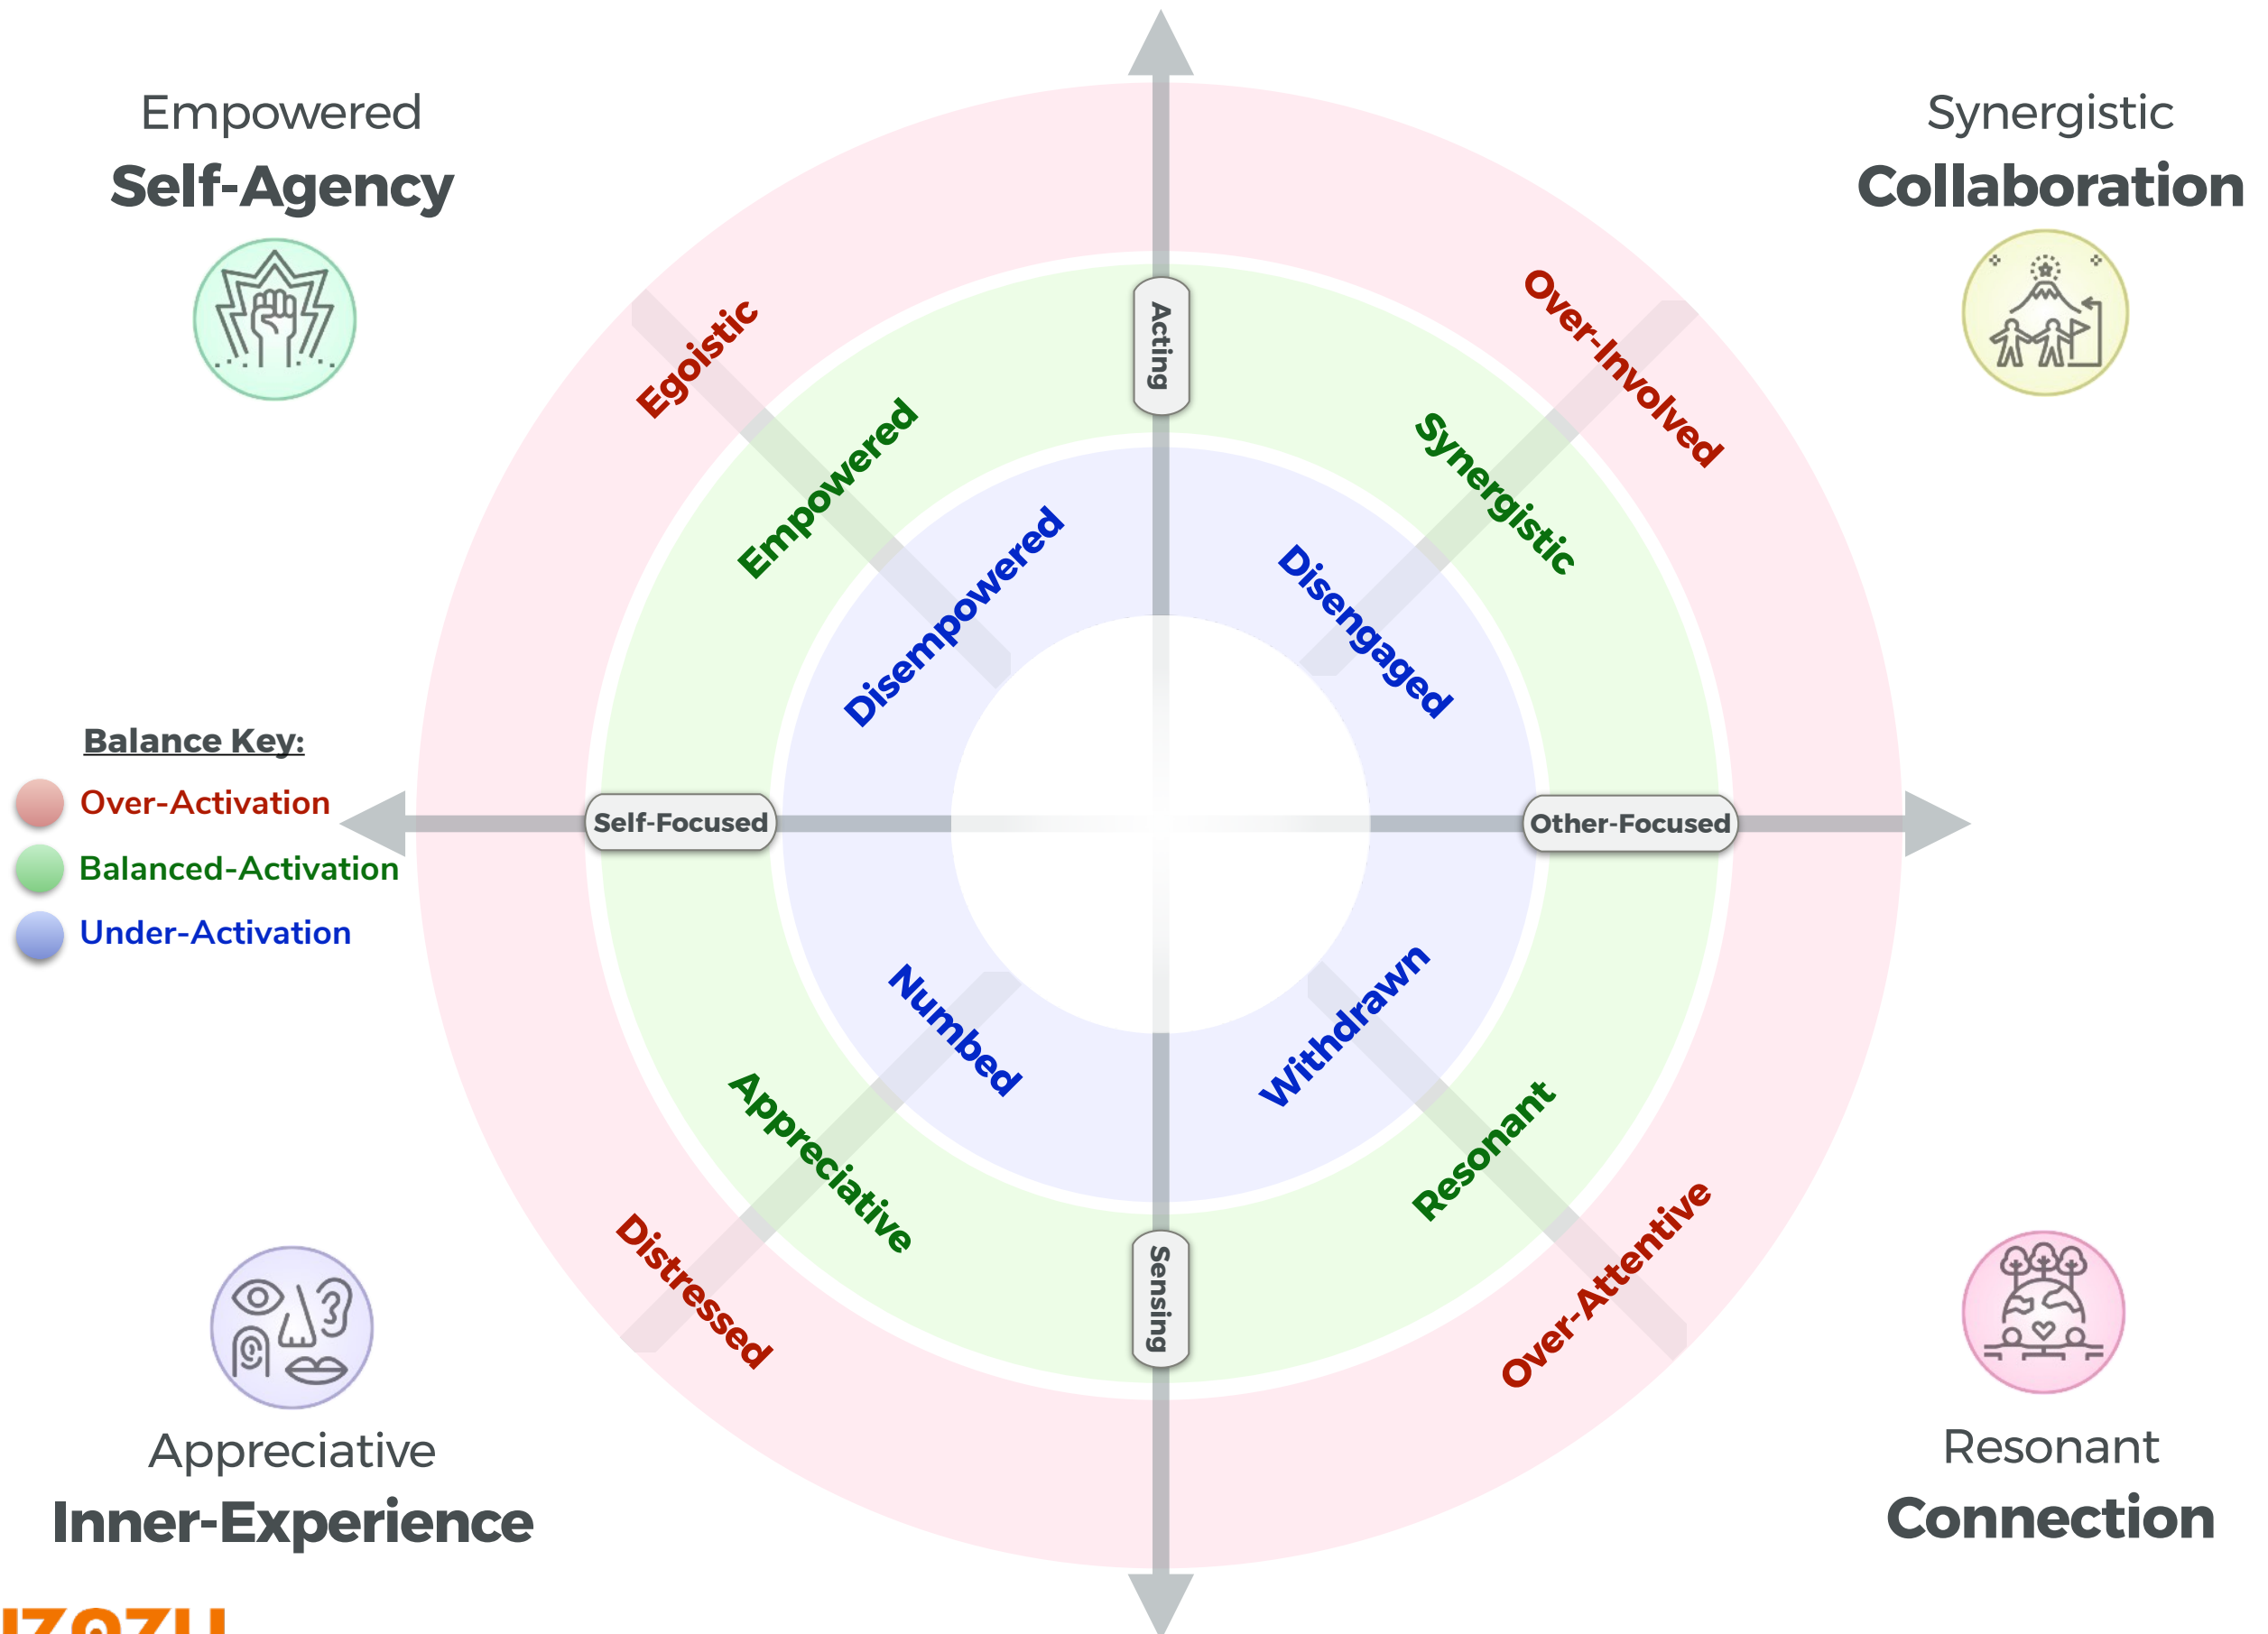 Empowered
Self-Agency
Synergistic
Collaboration
Acting
Egoistic
Over-Involved
Empowered
Synergistic
Disempowered
Disengaged
Balance Key:
Over-Activation
Balanced-Activation
Under-Activation
Self-Focused
Other-Focused
Numbed
Withdrawn
Appreciative
Resonant
Distressed
Over-Attentive
Sensing
Appreciative
Inner-Experience
Resonant
Connection